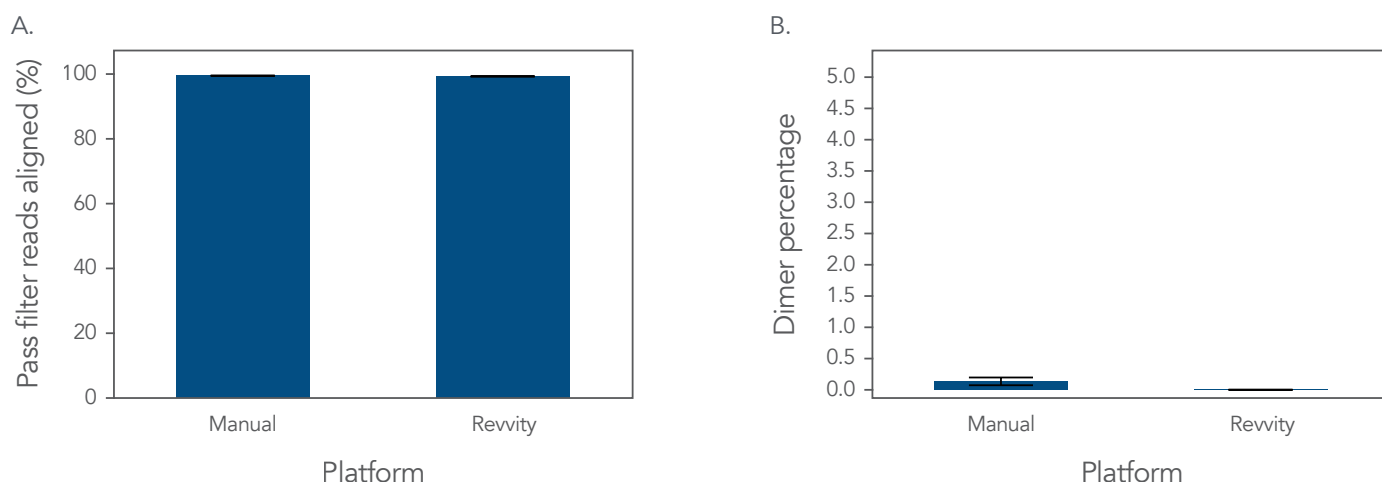 A.
Pass filter reads aligned (%)
100
80
60
40
20
0
Manual
Revvity
Platform
B.
Dimer percentage
5.0
4.5
4.0
3.5
3.0
2.5
2.0
1.5
1.0
0.5
0.0
Manual
Revvity
Platform